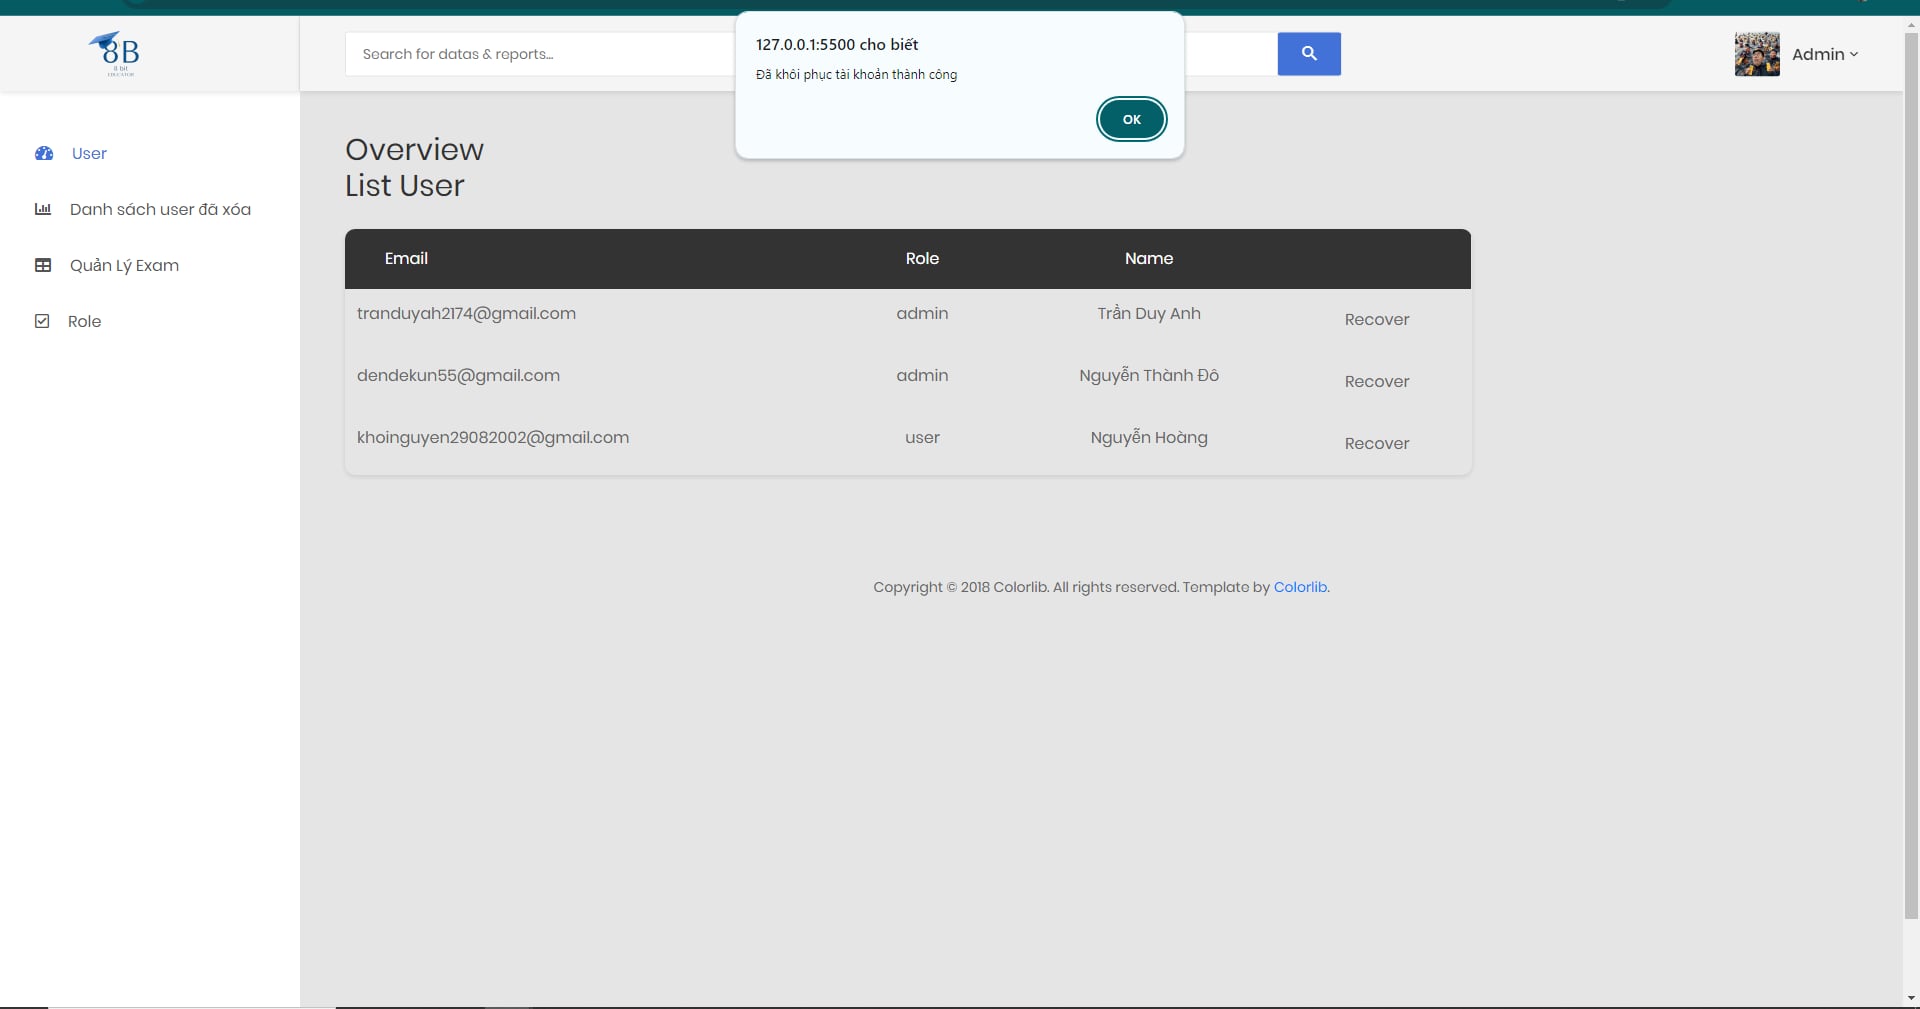 8B
8 bit
EDUCATOR
Search for datas & reports...
127.0.0.1:5500 cho biết
Đã khôi phục tài khoản thành công
OK
Admin
User
Danh sách user đã xóa
Quản Lý Exam
Role
Overview
List User
Email Role Name
tranduyah2174@gmail.com admin Trần Duy Anh Recover
dendekun55@gmail.com admin Nguyễn Thành Đô Recover
khoinguyen29082002@gmail.com user Nguyễn Hoàng Recover
Copyright © 2018 Colorlib. All rights reserved. Template by Colorlib.